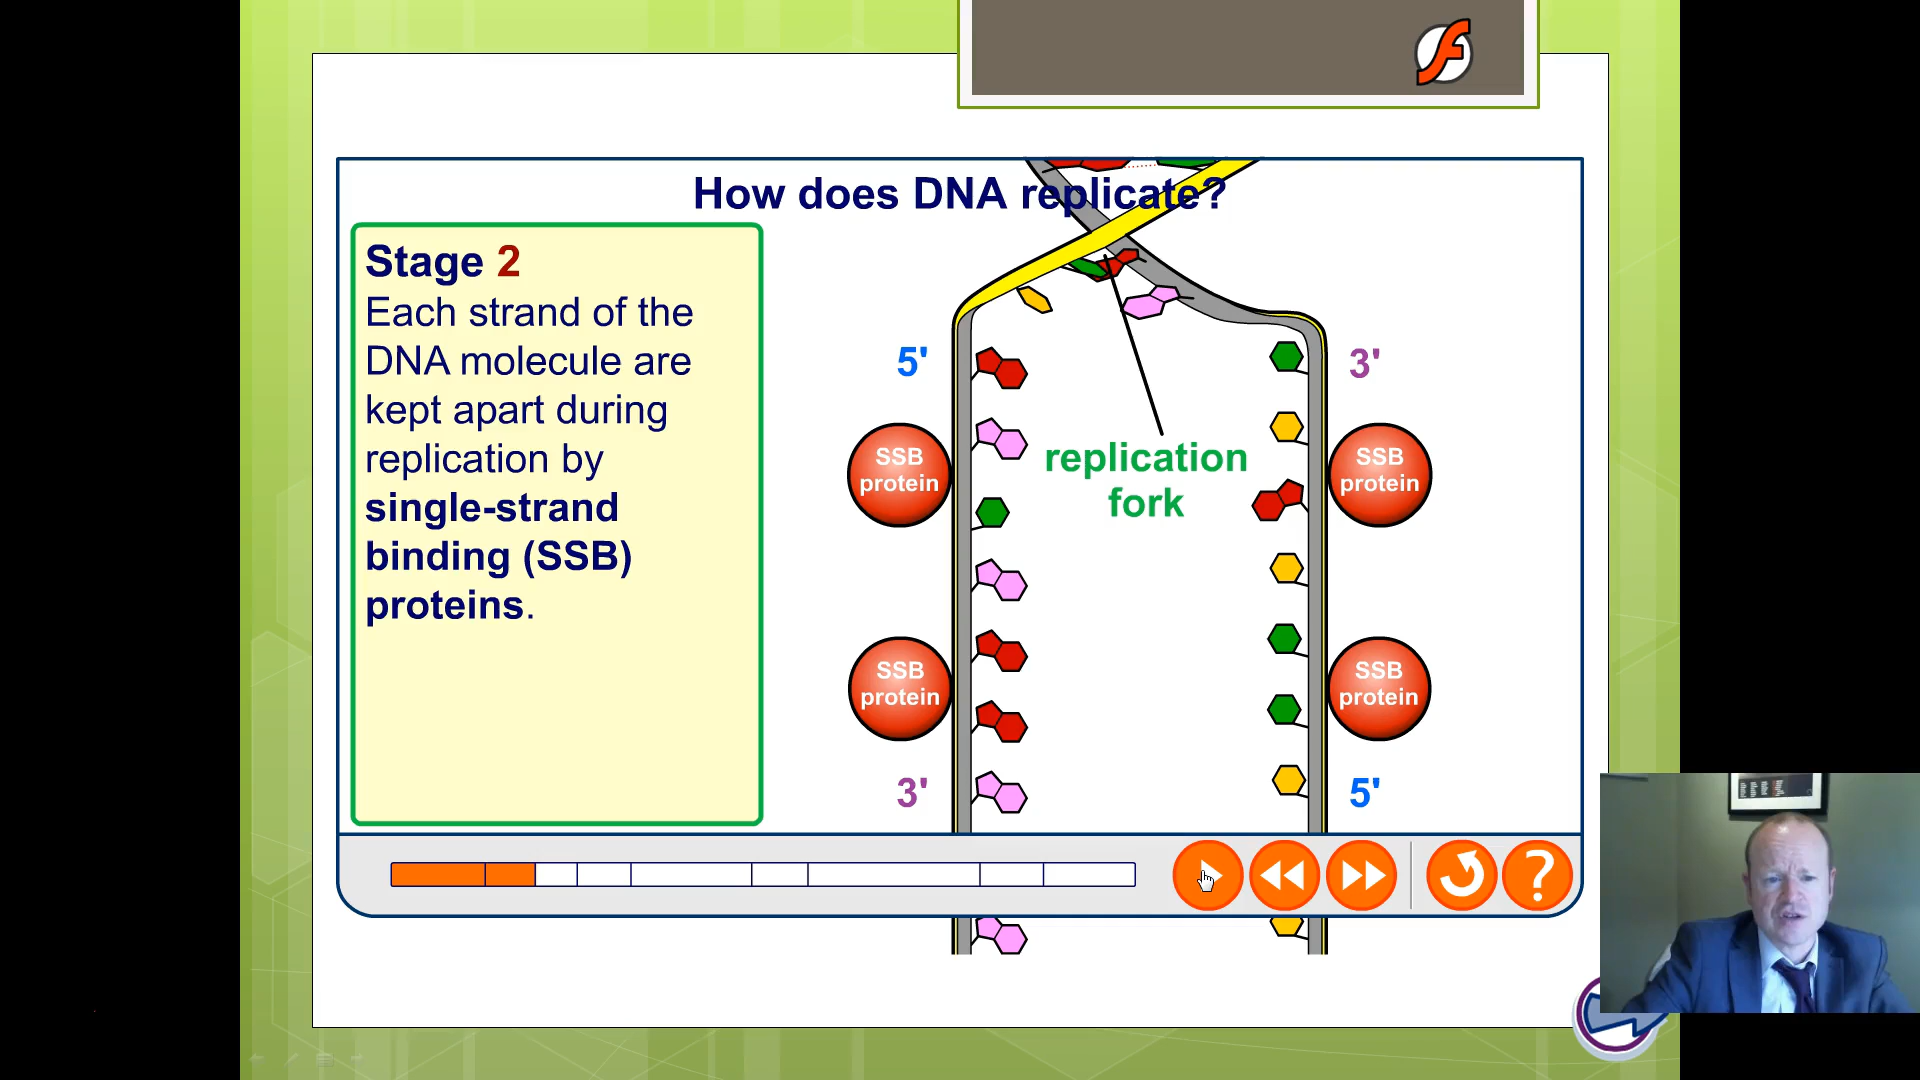 How does DNA replicate?
Stage 2
Each strand of the
DNA molecule are
kept apart during
replication by
single-strand
binding (SSB)
proteins.
5'
3'
SSB
protein
replication
fork
SSB
protein
SSB
protein
SSB
protein
3'
5'
?